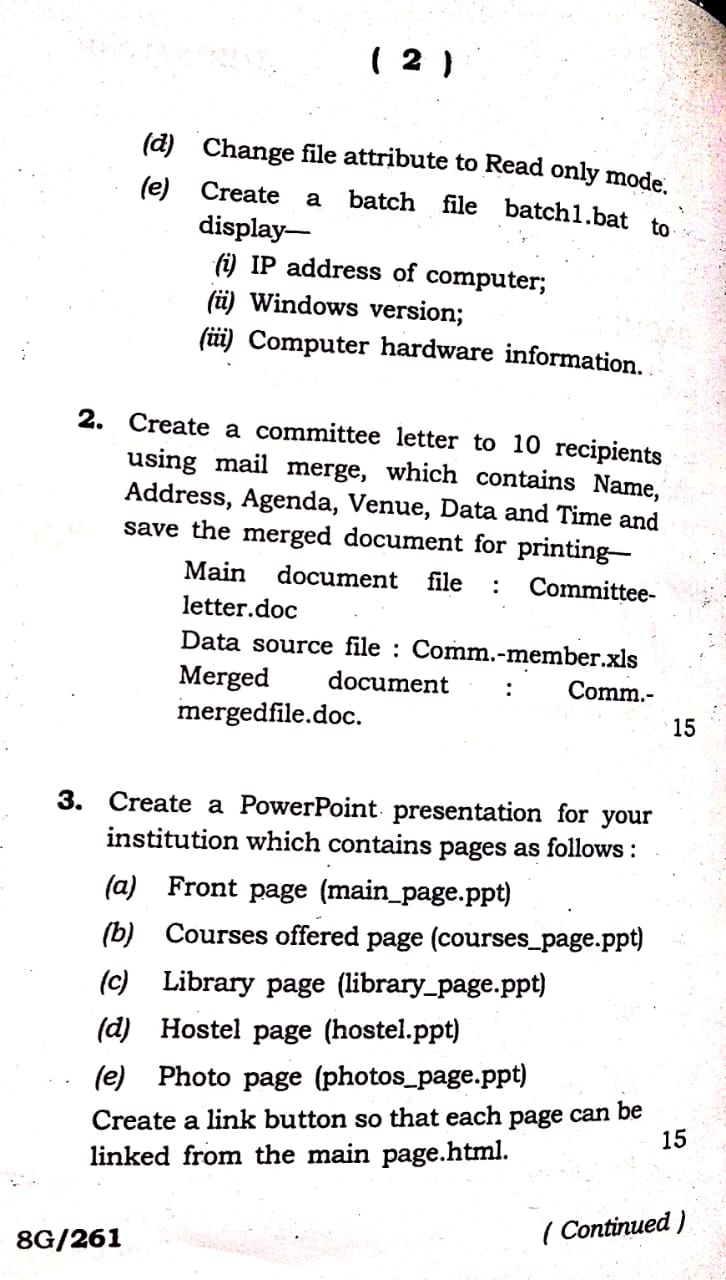 ( 2 )
(d) Change file attribute to Read only mode.
(e) Create a batch file batch1.bat to
display—
(i) IP address of computer;
(ii) Windows version;
(iii) Computer hardware information.
2. Create a committee letter to 10 recipients
using mail merge, which contains Name,
Address, Agenda, Venue, Data and Time and
save the merged document for printing—
Main document file : Committee-
letter.doc
Data source file : Comm.-member.xls
Merged document : Comm.-
mergedfile.doc.
15
3. Create a PowerPoint presentation for your
institution which contains pages as follows :
(a) Front page (main_page.ppt)
(b) Courses offered page (courses_page.ppt)
(c) Library page (library_page.ppt)
(d) Hostel page (hostel.ppt)
(e) Photo page (photos_page.ppt)
Create a link button so that each page can be
linked from the main page.html.
15
8G/261
( Continued )